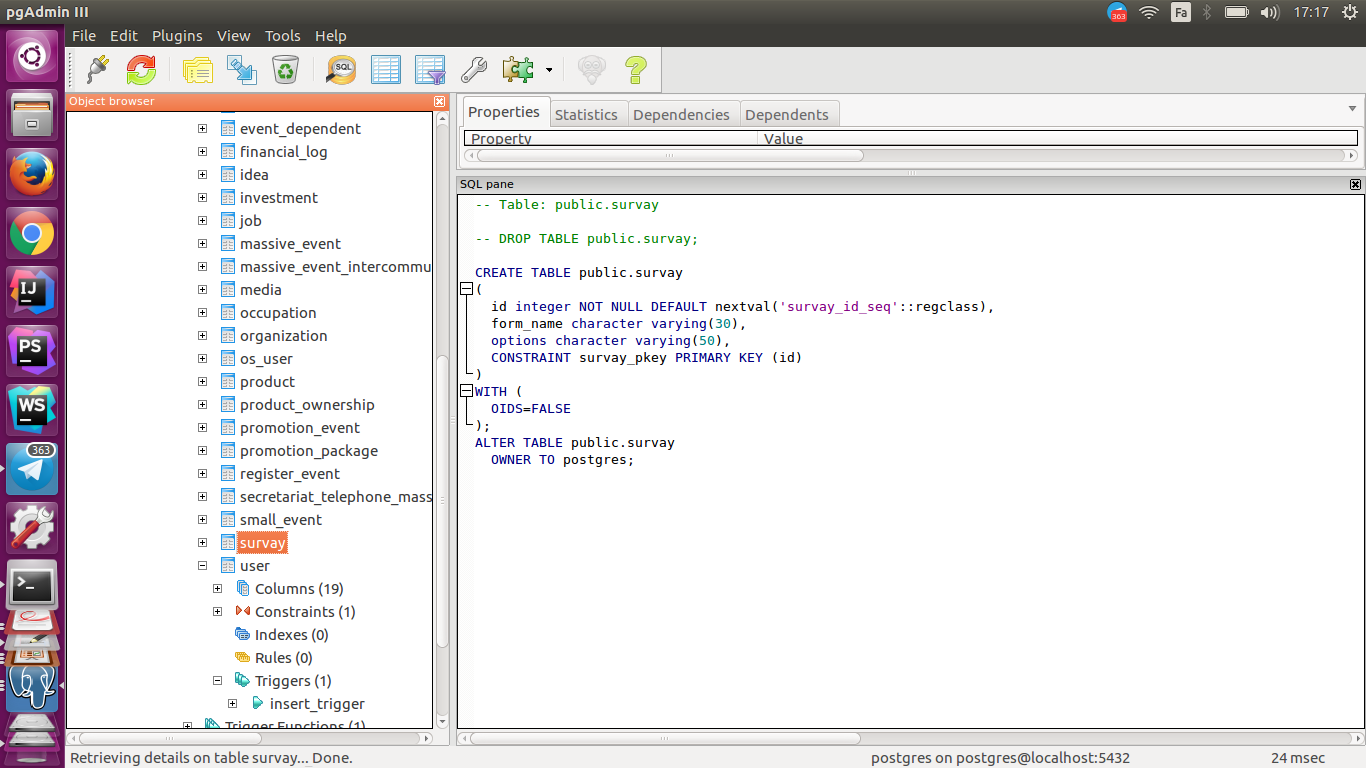 pgAdmin III
363
Fa
17:17
File Edit Plugins View Tools Help
SQL
Object browser
event_dependent
financial_log
idea
investment
job
massive_event
massive_event_intercommu
media
occupation
organization
os_user
product
product_ownership
promotion_event
promotion_package
register_event
secretariat_telephone_mass
small_event
survay
user
Columns (19)
Constraints (1)
Indexes (0)
Rules (0)
Triggers (1)
insert_trigger
Trigger Functions (1)
Properties Statistics Dependencies Dependents
Property Value
SQL pane
-- Table: public.survay
-- DROP TABLE public.survay;
CREATE TABLE public.survay
(
id integer NOT NULL DEFAULT nextval('survay_id_seq'::regclass),
form_name character varying(30),
options character varying(50),
CONSTRAINT survay_pkey PRIMARY KEY (id)
)
WITH (
OIDS=FALSE
);
ALTER TABLE public.survay
OWNER TO postgres;
IJ
PS
WS
363
>_
Retrieving details on table survay... Done.
postgres on postgres@localhost:5432
24 msec